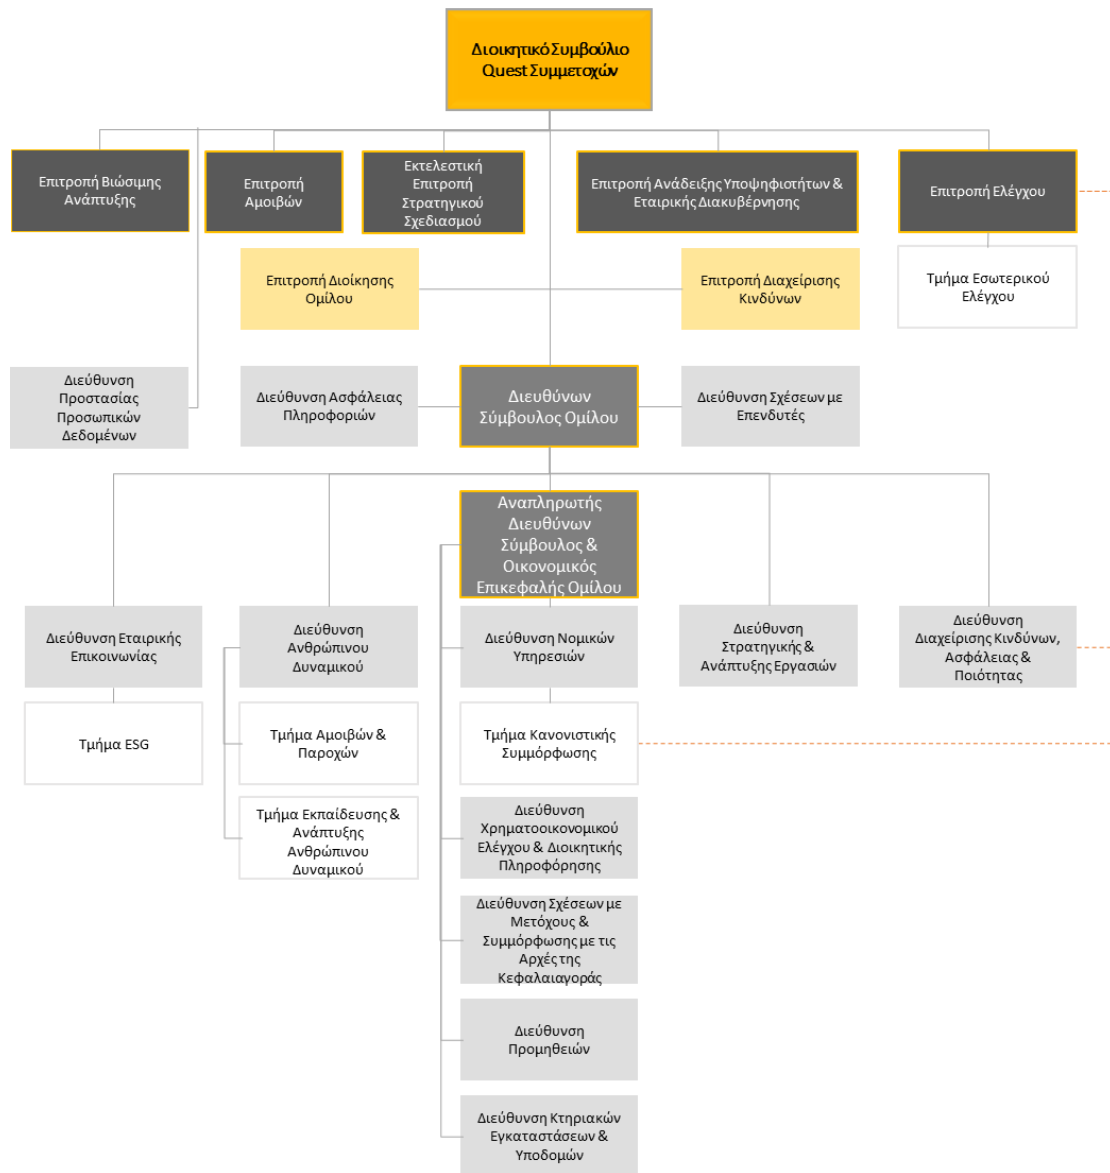 Διοικητικό Συμβούλιο
Quest Συμμετοχών
Επιτροπή Βιώσιμης
Ανάπτυξης
Επιτροπή
Αμοιβών
Εκτελεστική
Επιτροπή
Στρατηγικού
Σχεδιασμού
Επιτροπή Ανάδειξης Υποψηφιοτήτων &
Εταιρικής Διακυβέρνησης
Επιτροπή Ελέγχου
Επιτροπή Διοίκησης
Ομίλου
Επιτροπή Διαχείρισης
Κινδύνων
Τμήμα Εσωτερικού
Ελέγχου
Διεύθυνση
Προστασίας
Προσωπικών
Δεδομένων
Διεύθυνση Ασφάλειας
Πληροφοριών
Διευθύνων
Σύμβουλος Ομίλου
Διεύθυνση Σχέσεων με
Επενδυτές
Αναπληρωτής
Διευθύνων
Σύμβουλος &
Οικονομικός
Επικεφαλής Ομίλου
Διεύθυνση Εταιρικής
Επικοινωνίας
Διεύθυνση
Ανθρώπινου
Δυναμικού
Διεύθυνση Νομικών
Υπηρεσιών
Διεύθυνση
Στρατηγικής &
Ανάπτυξης Εργασιών
Διεύθυνση
Διαχείρισης Κινδύνων,
Ασφάλειας &
Ποιότητας
Τμήμα ESG
Τμήμα Αμοιβών &
Παροχών
Τμήμα Κανονιστικής
Συμμόρφωσης
Τμήμα Εκπαίδευσης &
Ανάπτυξης
Ανθρώπινου
Δυναμικού
Διεύθυνση
Χρηματοοικονομικού
Ελέγχου & Διοικητικής
Πληροφόρησης
Διεύθυνση Σχέσεων με
Μετόχους &
Συμμόρφωσης με τις
Αρχές της
Κεφαλαιαγοράς
Διεύθυνση
Προμηθειών
Διεύθυνση Κτηριακών
Εγκαταστάσεων &
Υποδομών